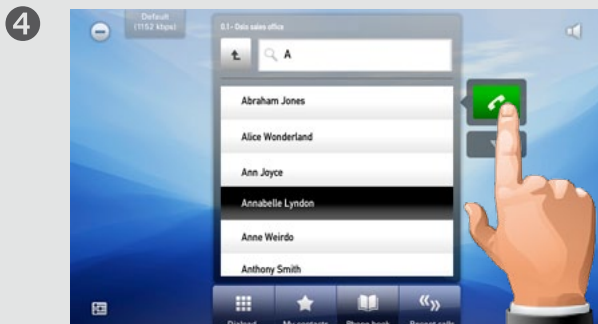 4
Default
(1152 kbps)
0.1 - Oslo sales office
A
Abraham Jones
Alice Wonderland
Ann Joyce
Annabelle Lyndon
Anne Weirdo
Anthony Smith
Dialpad My contacts Phone book Recent calls